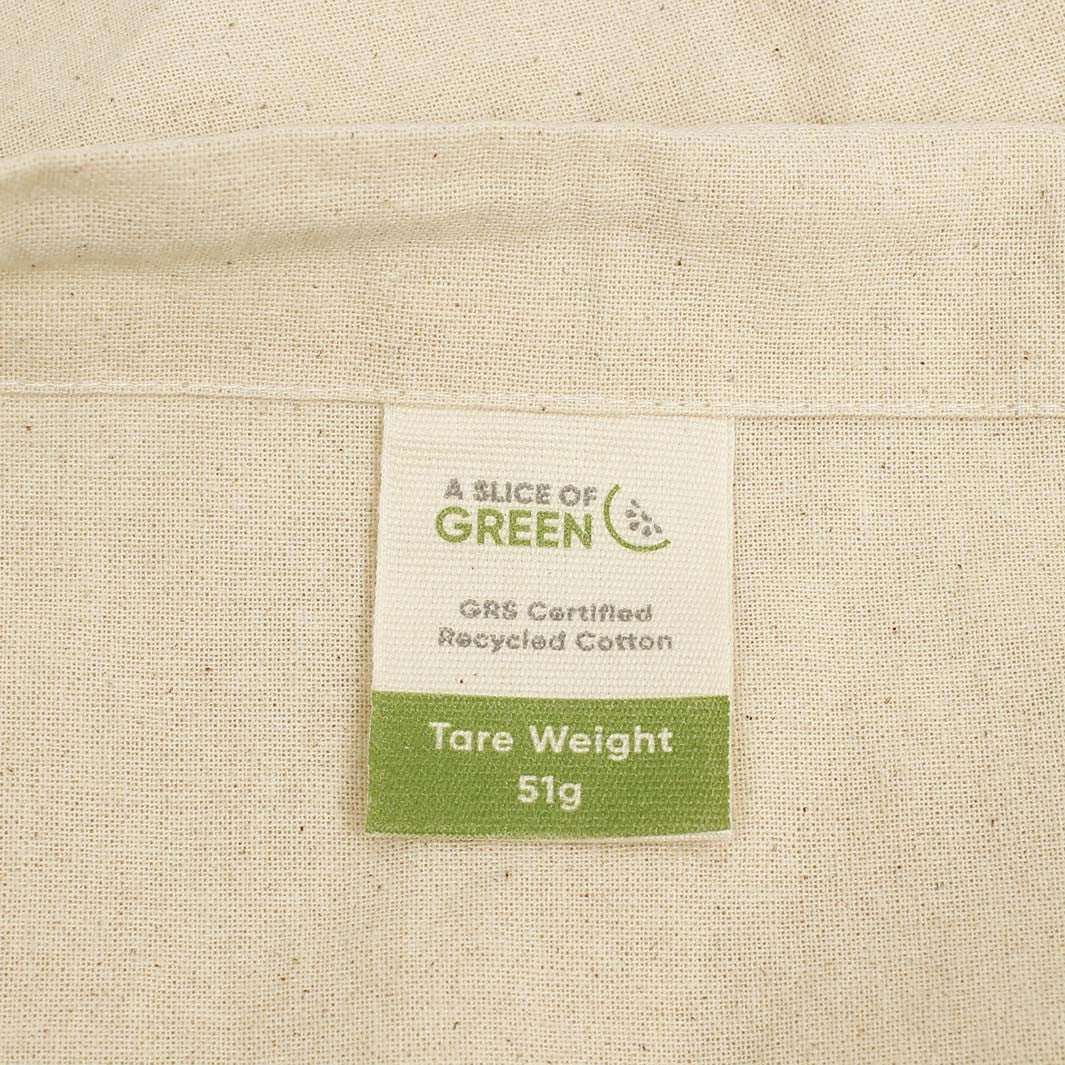 A SLICE OF
GREEN
GRS Certified
Recycled Cotton
Tare Weight
51g